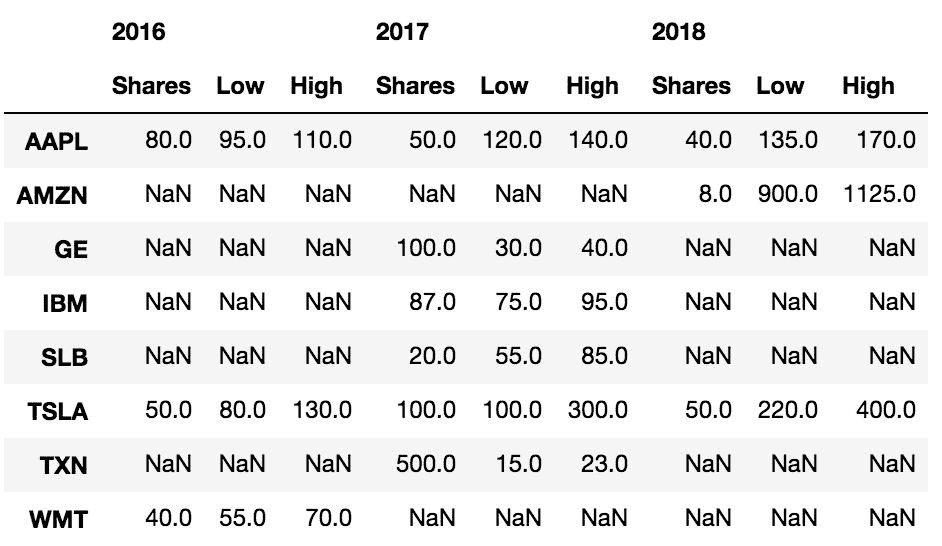 2016 2017 2018
Shares Low High Shares Low High Shares Low High
AAPL 80.0 95.0 110.0 50.0 120.0 140.0 40.0 135.0 170.0
AMZN NaN NaN NaN NaN NaN NaN 8.0 900.0 1125.0
GE NaN NaN NaN 100.0 30.0 40.0 NaN NaN NaN
IBM NaN NaN NaN 87.0 75.0 95.0 NaN NaN NaN
SLB NaN NaN NaN 20.0 55.0 85.0 NaN NaN NaN
TSLA 50.0 80.0 130.0 100.0 100.0 300.0 50.0 220.0 400.0
TXN NaN NaN NaN 500.0 15.0 23.0 NaN NaN NaN
WMT 40.0 55.0 70.0 NaN NaN NaN NaN NaN NaN